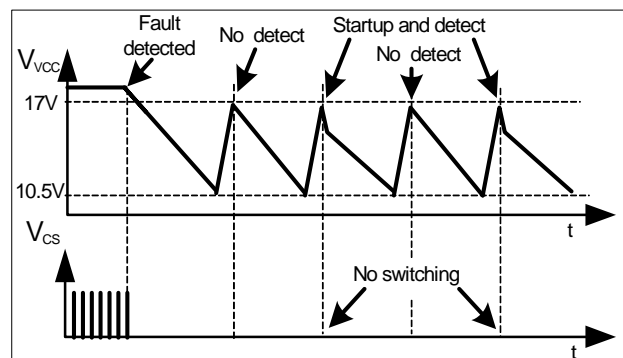 Fault
detected
No detect
Startup and detect
No detect
VVCC
17V
10.5V
t
VCS
No switching
t